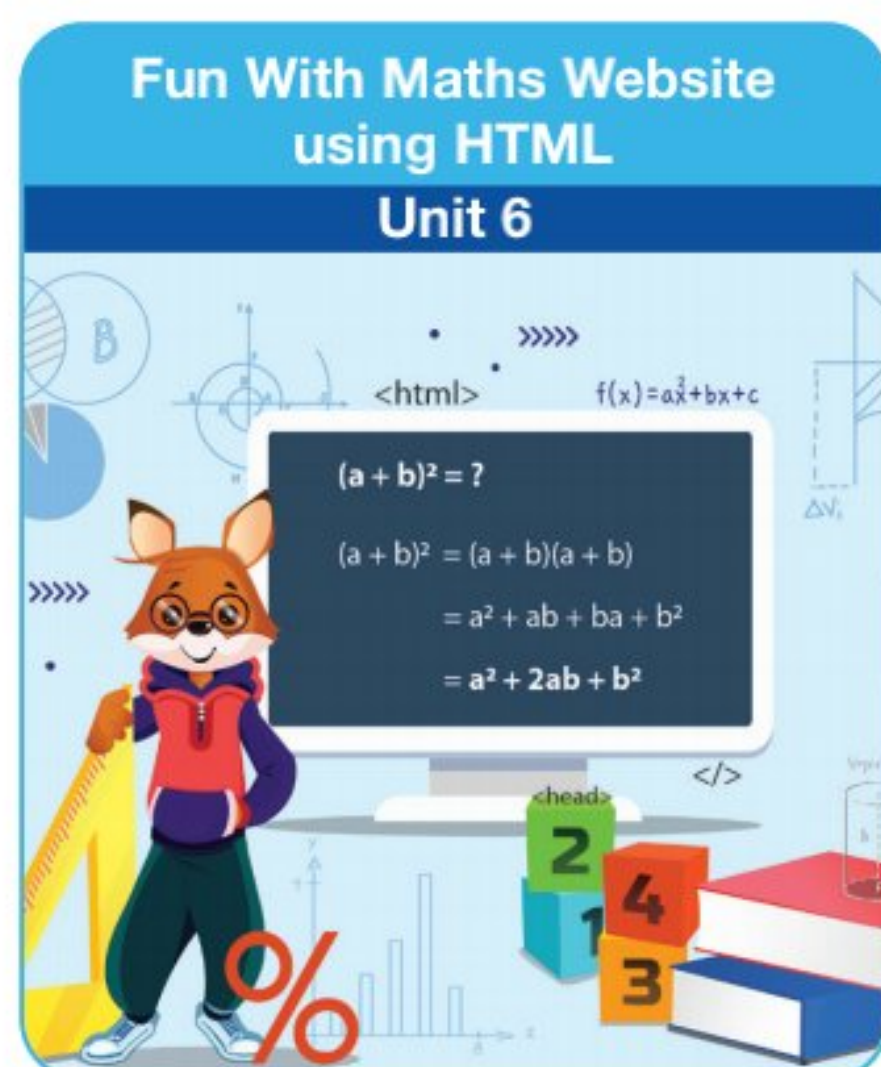 Fun With Maths Website
using HTML
Unit 6
B
<html>
f(x)=ax²+bx+c
(a + b)² = ?
(a + b)² = (a + b)(a + b)
= a² + ab + ba + b²
= a² + 2ab + b²
</>
<head>
2
1
4
3
%